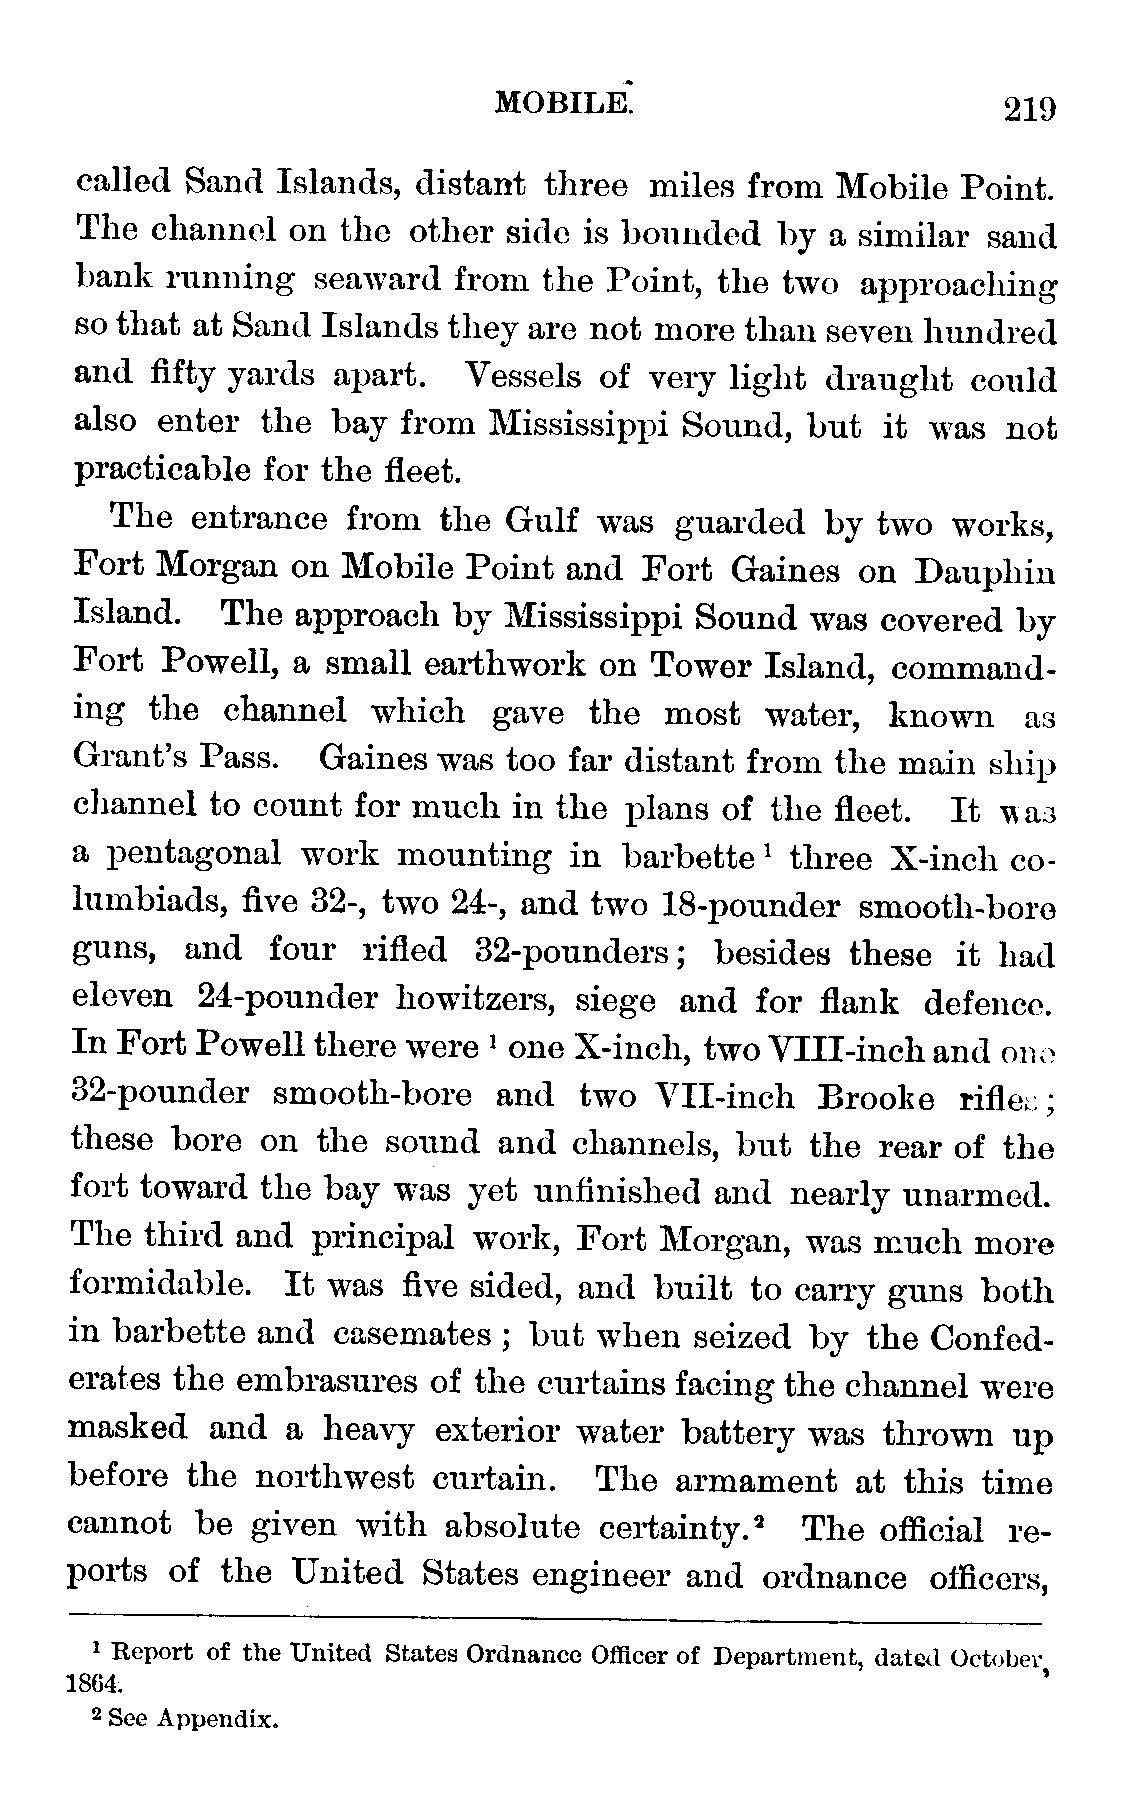 MOBILE. 219
called Sand Islands, distant three miles from Mobile Point.
The channel on the other side is bounded by a similar sand
bank running seaward from the Point, the two approaching
so that at Sand Islands they are not more than seven hundred
and fifty yards apart. Vessels of very light draught could
also enter the bay from Mississippi Sound, but it was not
practicable for the fleet.
The entrance from the Gulf was guarded by two works,
Fort Morgan on Mobile Point and Fort Gaines on Dauphin
Island. The approach by Mississippi Sound was covered by
Fort Powell, a small earthwork on Tower Island, command-
ing the channel which gave the most water, known as
Grant's Pass. Gaines was too far distant from the main ship
channel to count for much in the plans of the fleet. It was
a pentagonal work mounting in barbette ¹ three X-inch co-
lumbiads, five 32-, two 24-, and two 18-pounder smooth-bore
guns, and four rifled 32-pounders; besides these it had
eleven 24-pounder howitzers, siege and for flank defence.
In Fort Powell there were ¹ one X-inch, two VIII-inch and one
32-pounder smooth-bore and two VII-inch Brooke rifles;
these bore on the sound and channels, but the rear of the
fort toward the bay was yet unfinished and nearly unarmed.
The third and principal work, Fort Morgan, was much more
formidable. It was five sided, and built to carry guns both
in barbette and casemates; but when seized by the Confed-
erates the embrasures of the curtains facing the channel were
masked and a heavy exterior water battery was thrown up
before the northwest curtain. The armament at this time
cannot be given with absolute certainty.² The official re-
ports of the United States engineer and ordnance officers,
¹ Report of the United States Ordnance Officer of Department, dated October,
1864.
² See Appendix.